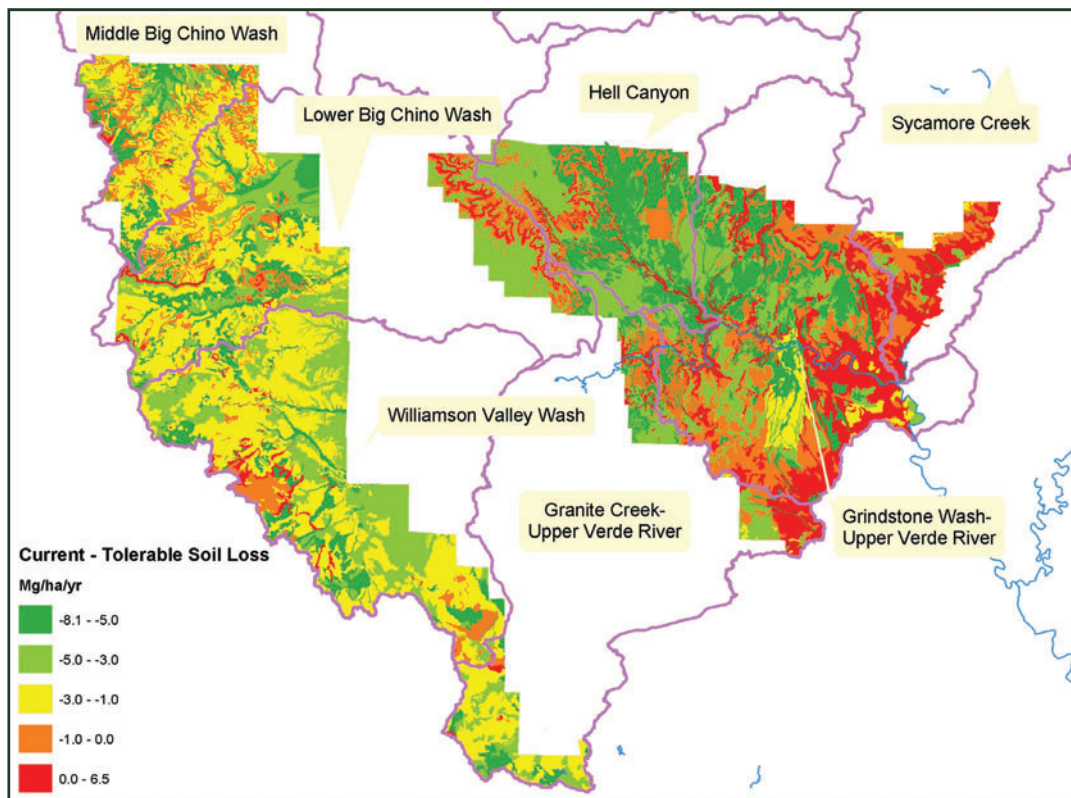 Middle Big Chino Wash
Lower Big Chino Wash
Hell Canyon
Sycamore Creek
Williamson Valley Wash
Granite Creek-
Upper Verde River
Grindstone Wash-
Upper Verde River
Current - Tolerable Soil Loss
Mg/ha/yr
-8.1 - -5.0
-5.0 - -3.0
-3.0 - -1.0
-1.0 - 0.0
0.0 - 6.5